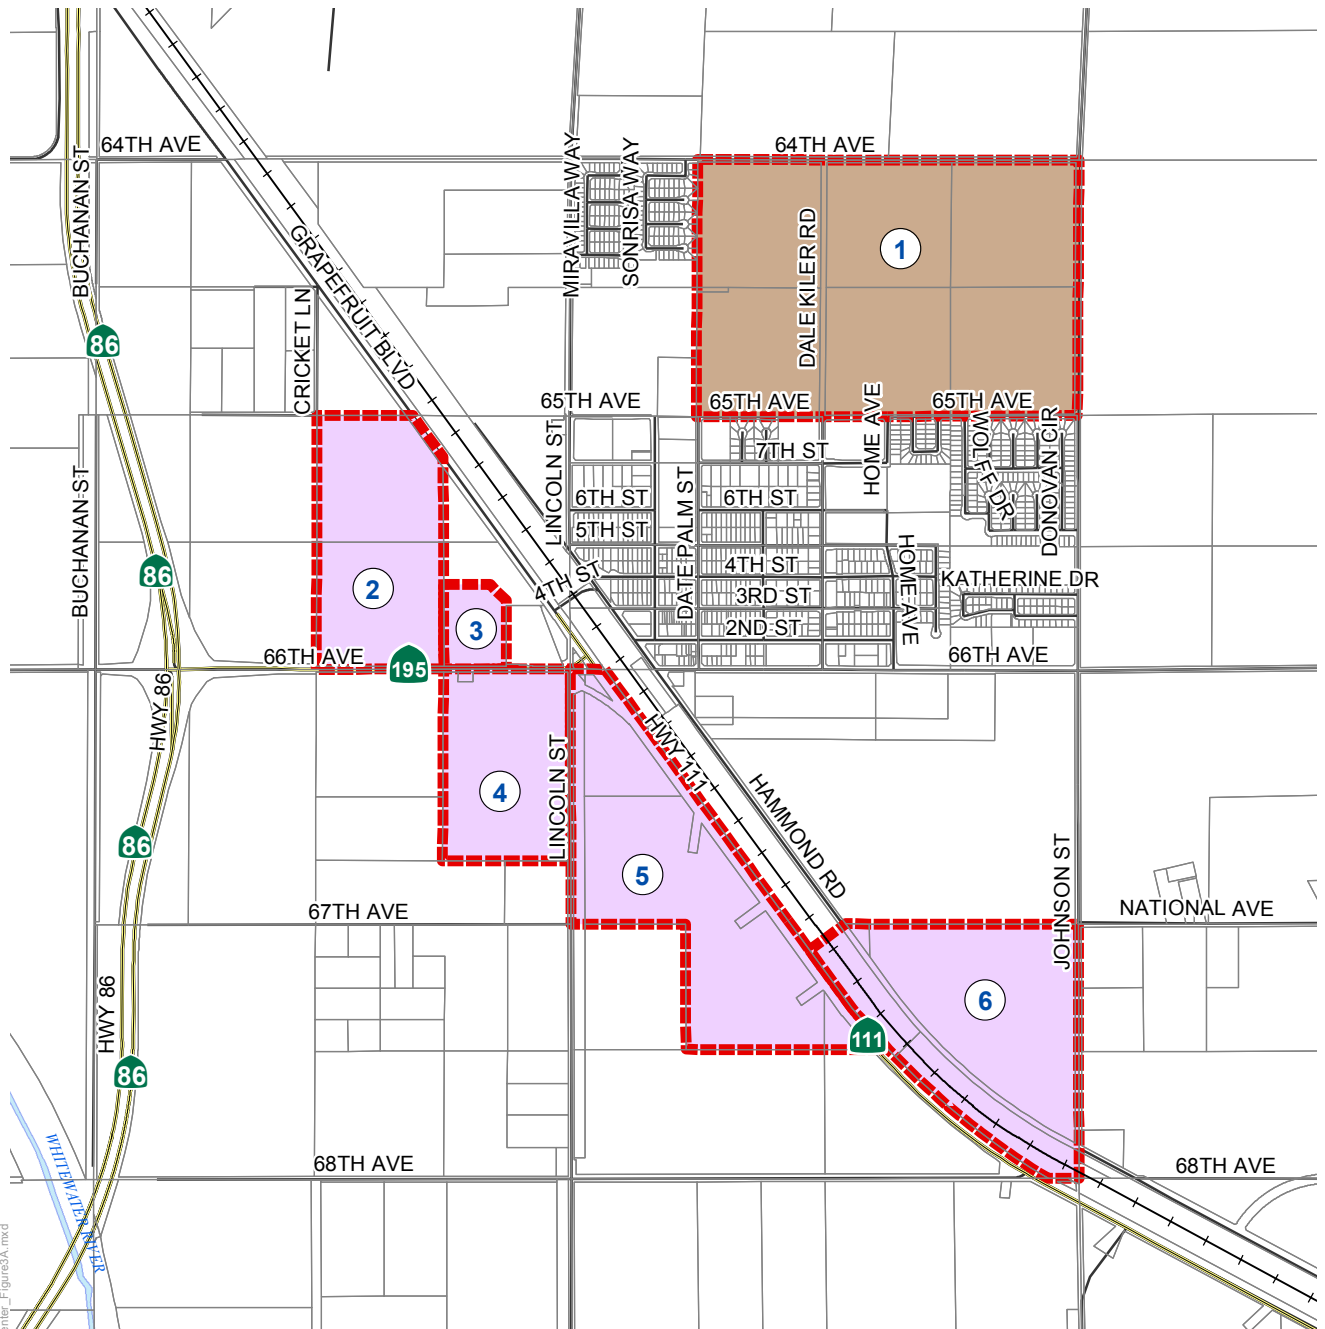 64TH AVE
64TH AVE
BUCHANAN ST
MIRAVILLA WAY
SONRISA WAY
GRAPEFRUIT BLVD
DALE KILER RD
1
86
CRICKET LN
65TH AVE
65TH AVE
65TH AVE
HOME AVE
WOLFF DR
DONOVAN CIR
7TH ST
LINCOLN ST
BUCHANAN ST
DATE PALM ST
6TH ST
6TH ST
5TH ST
86
4TH ST
4TH ST
HOME AVE
KATHERINE DR
2
3RD ST
3
2ND ST
66TH AVE
195
66TH AVE
HWY 86
HWY 111
LINCOLN ST
4
HAMMOND RD
86
5
JOHNSON ST
67TH AVE
NATIONAL AVE
HWY 86
6
111
86
WHITEWATER RIVER
68TH AVE
68TH AVE
enter_Figure3A.mxd